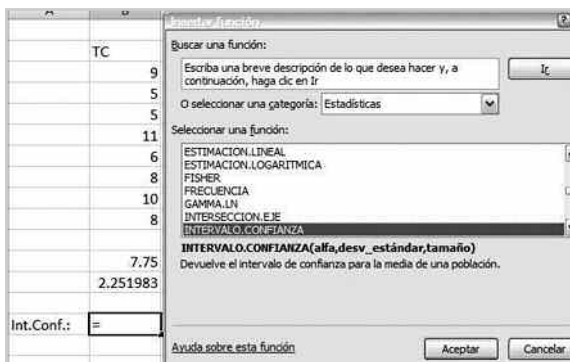 A B
TC
9
5
5
11
6
8
10
8
7.75
2.251983
Int.Conf.: =
Insertar función
Buscar una función:
Escriba una breve descripción de lo que desea hacer y, a
continuación, haga clic en Ir
Ir
O seleccionar una categoría: Estadísticas
Seleccionar una función:
ESTIMACION.LINEAL
ESTIMACION.LOGARITMICA
FISHER
FRECUENCIA
GAMMA.LN
INTERSECCION.EJE
INTERVALO.CONFIANZA
INTERVALO.CONFIANZA(alfa,desv_estándar,tamaño)
Devuelve el intervalo de confianza para la media de una población.
Ayuda sobre esta función
Aceptar
Cancelar